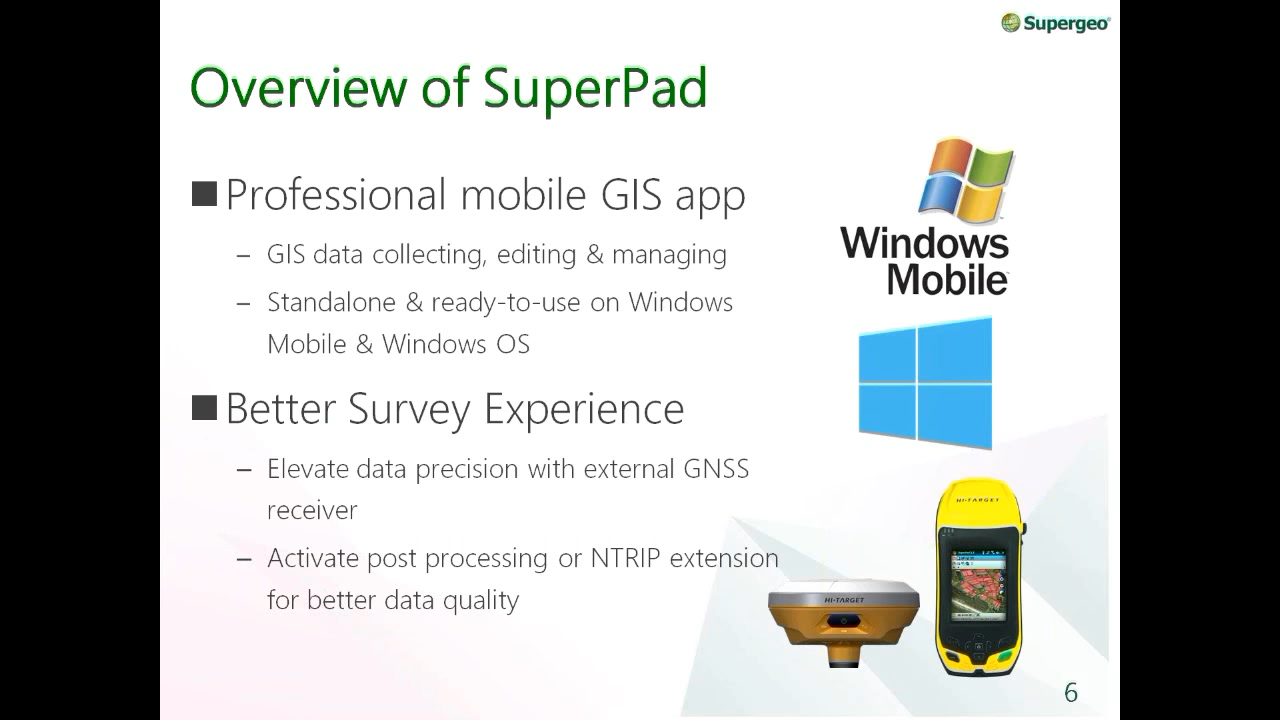 Supergeo®
Overview of SuperPad
Professional mobile GIS app
– GIS data collecting, editing & managing
– Standalone & ready-to-use on Windows
Mobile & Windows OS
Better Survey Experience
– Elevate data precision with external GNSS
receiver
– Activate post processing or NTRIP extension
for better data quality
Windows
Mobile
HI-TARGET
HI-TARGET
6